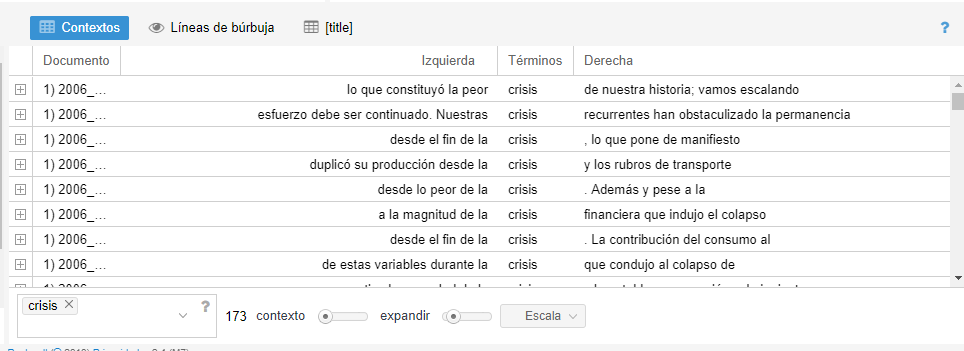 Contextos Líneas de búrbuja [title] ?
Documento Izquierda Términos Derecha
1) 2006_... lo que constituyó la peor crisis de nuestra historia; vamos escalando
1) 2006_... esfuerzo debe ser continuado. Nuestras crisis recurrentes han obstaculizado la permanencia
1) 2006_... desde el fin de la crisis , lo que pone de manifiesto
1) 2006_... duplicó su producción desde la crisis y los rubros de transporte
1) 2006_... desde lo peor de la crisis . Además y pese a la
1) 2006_... a la magnitud de la crisis financiera que indujo el colapso
1) 2006_... desde el fin de la crisis . La contribución del consumo al
1) 2006_... de estas variables durante la crisis que condujo al colapso de
crisis × ? 173 contexto expandir Escala